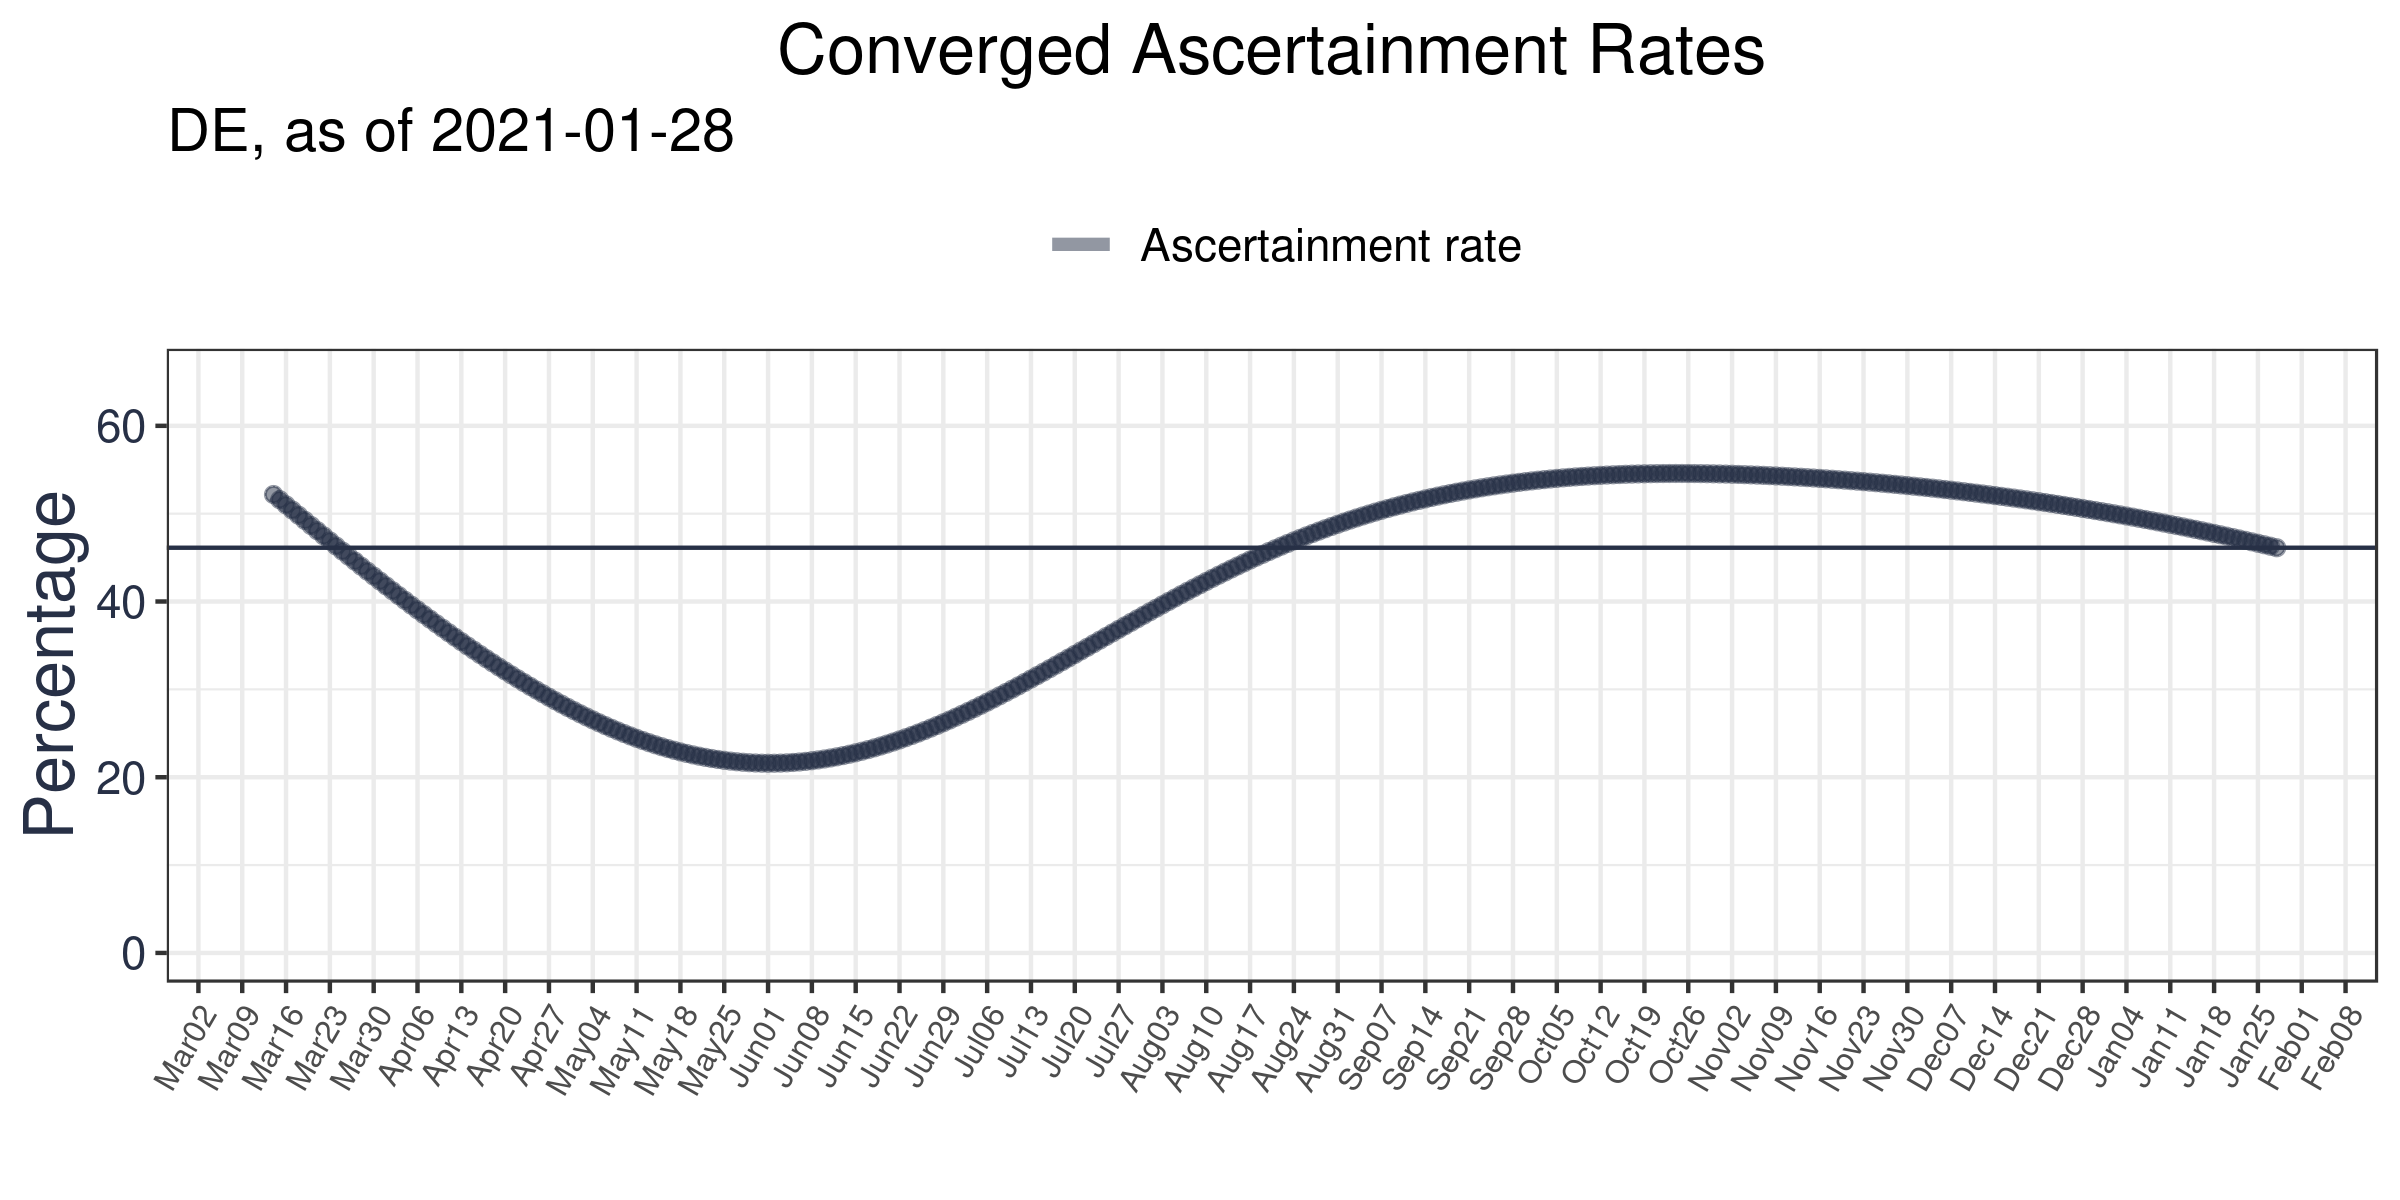 Converged Ascertainment Rates
DE, as of 2021-01-28
Ascertainment rate
Percentage
60
40
20
0
Mar02
Mar09
Mar16
Mar23
Mar30
Apr06
Apr13
Apr20
Apr27
May04
May11
May18
May25
Jun01
Jun08
Jun15
Jun22
Jun29
Jul06
Jul13
Jul20
Jul27
Aug03
Aug10
Aug17
Aug24
Aug31
Sep07
Sep14
Sep21
Sep28
Oct05
Oct12
Oct19
Oct26
Nov02
Nov09
Nov16
Nov23
Nov30
Dec07
Dec14
Dec21
Dec28
Jan04
Jan11
Jan18
Jan25
Feb01
Feb08